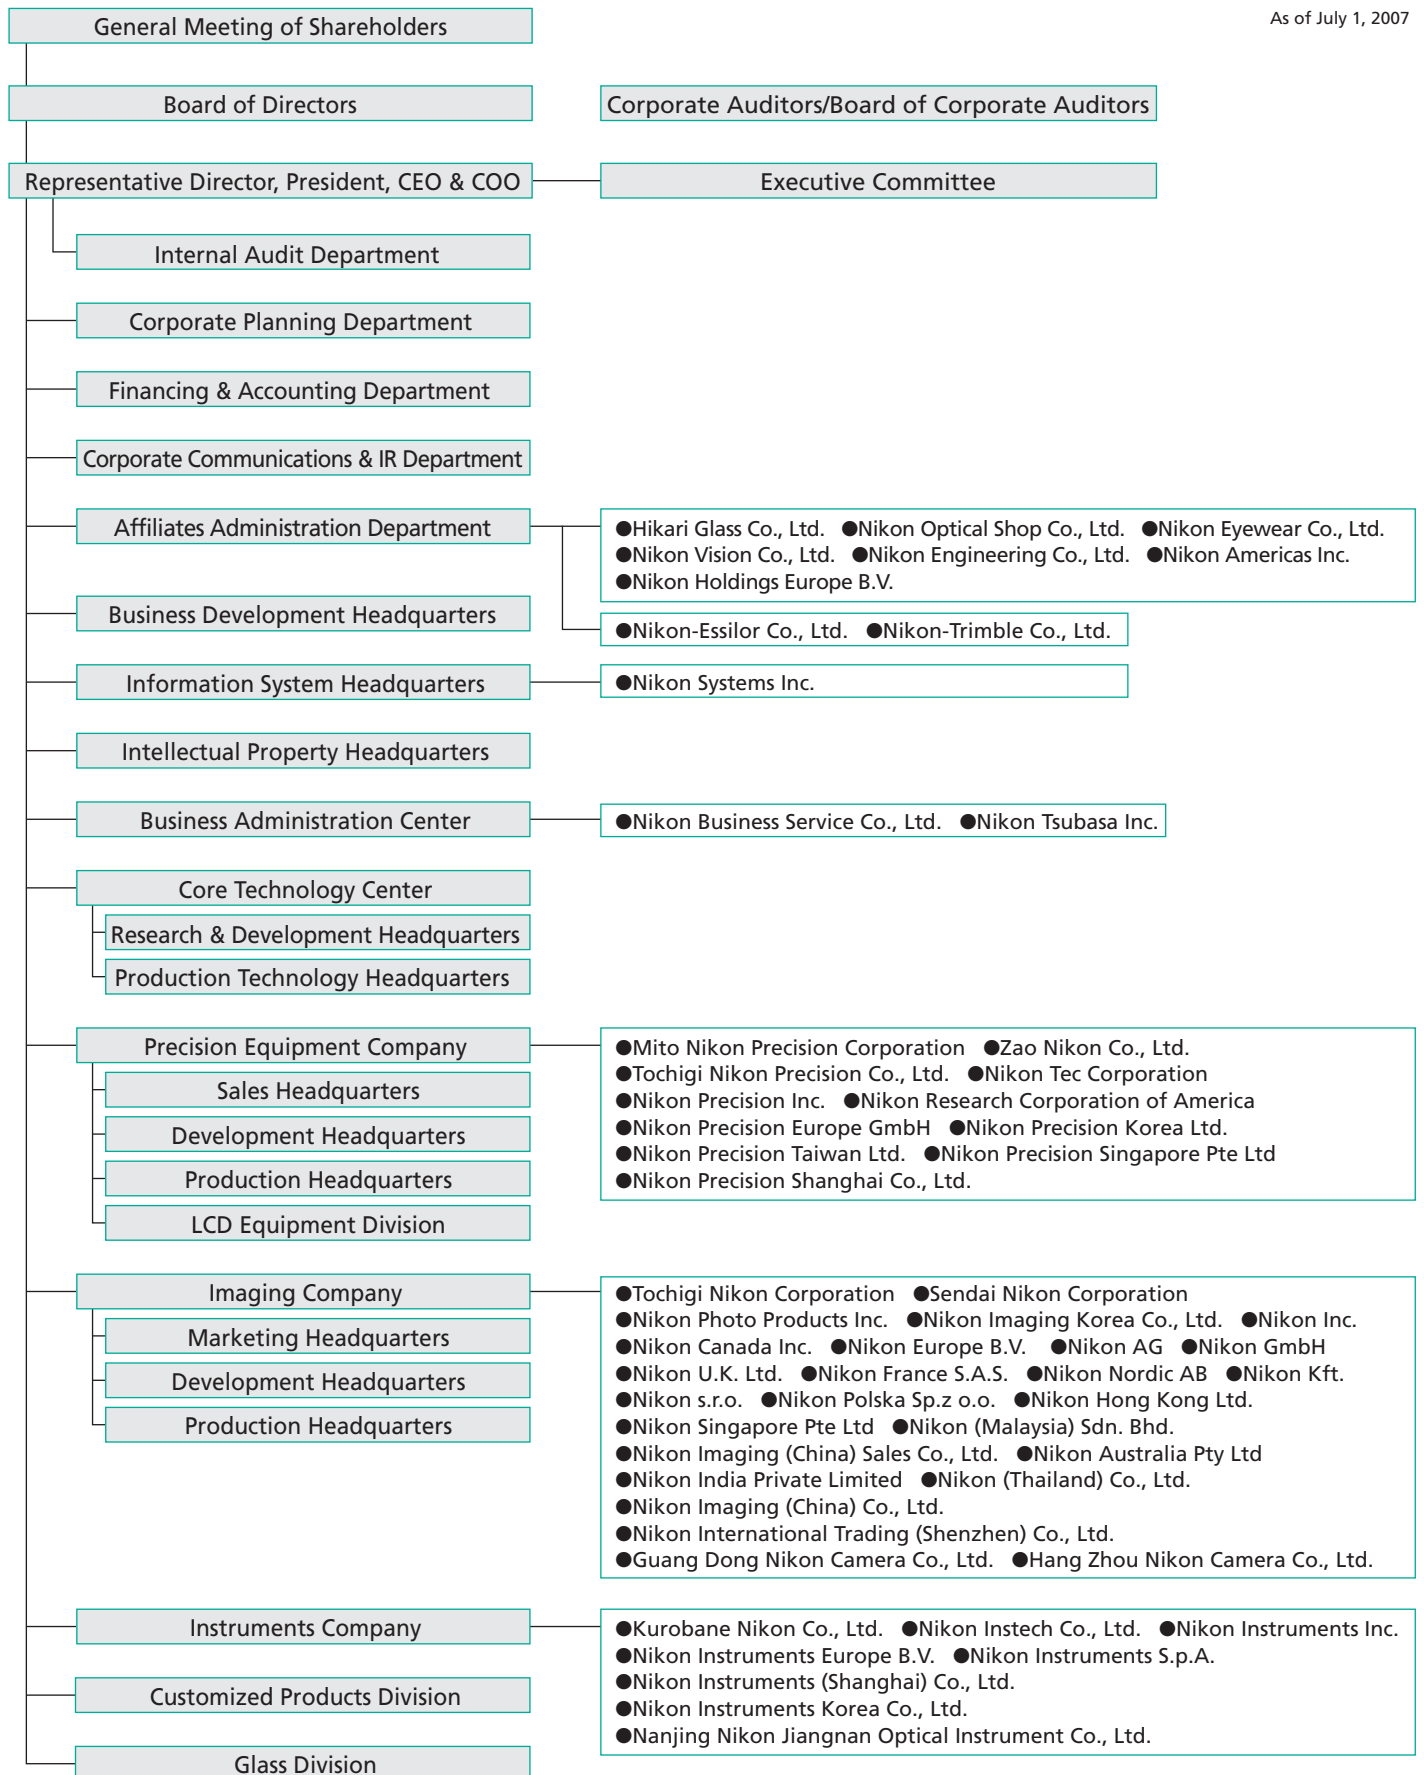 As of July 1, 2007
General Meeting of Shareholders
Board of Directors
Corporate Auditors/Board of Corporate Auditors
Representative Director, President, CEO & COO
Executive Committee
Internal Audit Department
Corporate Planning Department
Financing & Accounting Department
Corporate Communications & IR Department
Affiliates Administration Department
●Hikari Glass Co., Ltd. ●Nikon Optical Shop Co., Ltd. ●Nikon Eyewear Co., Ltd.
●Nikon Vision Co., Ltd. ●Nikon Engineering Co., Ltd. ●Nikon Americas Inc.
●Nikon Holdings Europe B.V.
●Nikon-Essilor Co., Ltd. ●Nikon-Trimble Co., Ltd.
Business Development Headquarters
Information System Headquarters
●Nikon Systems Inc.
Intellectual Property Headquarters
Business Administration Center
●Nikon Business Service Co., Ltd. ●Nikon Tsubasa Inc.
Core Technology Center
Research & Development Headquarters
Production Technology Headquarters
Precision Equipment Company
Sales Headquarters
Development Headquarters
Production Headquarters
LCD Equipment Division
●Mito Nikon Precision Corporation ●Zao Nikon Co., Ltd.
●Tochigi Nikon Precision Co., Ltd. ●Nikon Tec Corporation
●Nikon Precision Inc. ●Nikon Research Corporation of America
●Nikon Precision Europe GmbH ●Nikon Precision Korea Ltd.
●Nikon Precision Taiwan Ltd. ●Nikon Precision Singapore Pte Ltd
●Nikon Precision Shanghai Co., Ltd.
Imaging Company
Marketing Headquarters
Development Headquarters
Production Headquarters
●Tochigi Nikon Corporation ●Sendai Nikon Corporation
●Nikon Photo Products Inc. ●Nikon Imaging Korea Co., Ltd. ●Nikon Inc.
●Nikon Canada Inc. ●Nikon Europe B.V. ●Nikon AG ●Nikon GmbH
●Nikon U.K. Ltd. ●Nikon France S.A.S. ●Nikon Nordic AB ●Nikon Kft.
●Nikon s.r.o. ●Nikon Polska Sp.z o.o. ●Nikon Hong Kong Ltd.
●Nikon Singapore Pte Ltd ●Nikon (Malaysia) Sdn. Bhd.
●Nikon Imaging (China) Sales Co., Ltd. ●Nikon Australia Pty Ltd
●Nikon India Private Limited ●Nikon (Thailand) Co., Ltd.
●Nikon Imaging (China) Co., Ltd.
●Nikon International Trading (Shenzhen) Co., Ltd.
●Guang Dong Nikon Camera Co., Ltd. ●Hang Zhou Nikon Camera Co., Ltd.
Instruments Company
●Kurobane Nikon Co., Ltd. ●Nikon Instech Co., Ltd. ●Nikon Instruments Inc.
●Nikon Instruments Europe B.V. ●Nikon Instruments S.p.A.
●Nikon Instruments (Shanghai) Co., Ltd.
●Nikon Instruments Korea Co., Ltd.
●Nanjing Nikon Jiangnan Optical Instrument Co., Ltd.
Customized Products Division
Glass Division